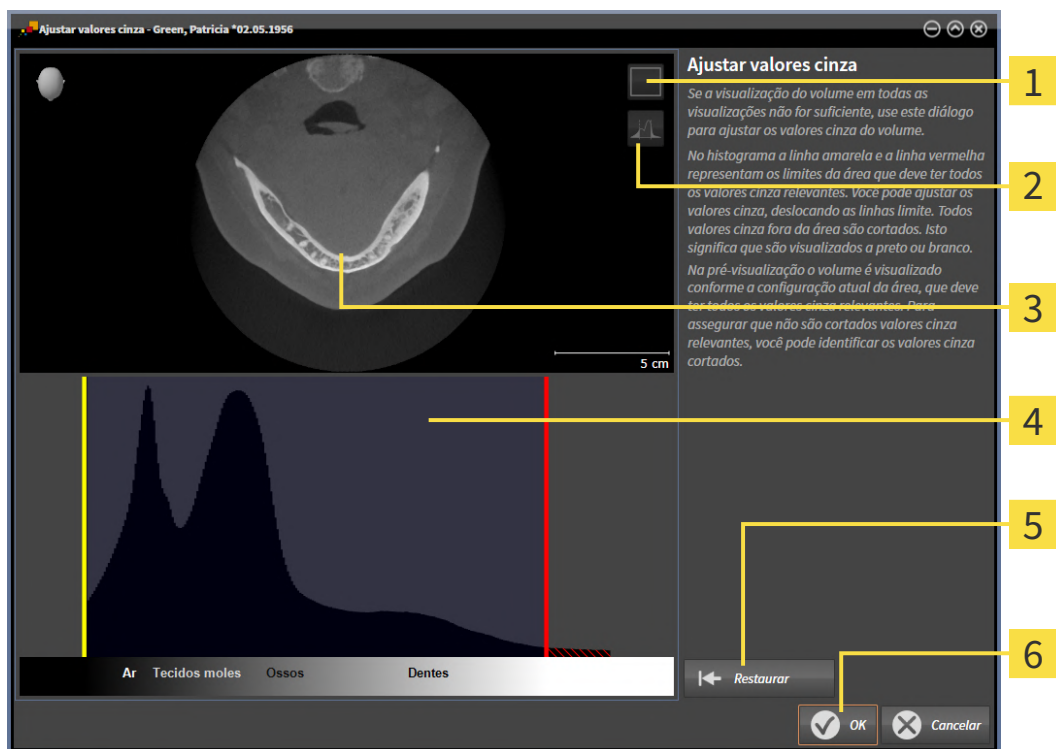 Ajustar valores cinza - Green, Patricia *02.05.1956
Ajustar valores cinza
Se a visualização do volume em todas as
visualizações não for suficiente, use este diálogo
para ajustar os valores cinza do volume.
No histograma a linha amarela e a linha vermelha
representam os limites da área que deve ter todos
os valores cinza relevantes. Você pode ajustar os
valores cinza, deslocando as linhas limite. Todos
valores cinza fora da área são cortados. Isto
significa que são visualizados a preto ou branco.
Na pré-visualização o volume é visualizado
conforme a configuração atual da área, que deve
ter todos os valores cinza relevantes. Para
assegurar que não são cortados valores cinza
relevantes, você pode identificar os valores cinza
cortados.
5 cm
Ar Tecidos moles Ossos Dentes
Restaurar
OK Cancelar
1
2
3
4
5
6